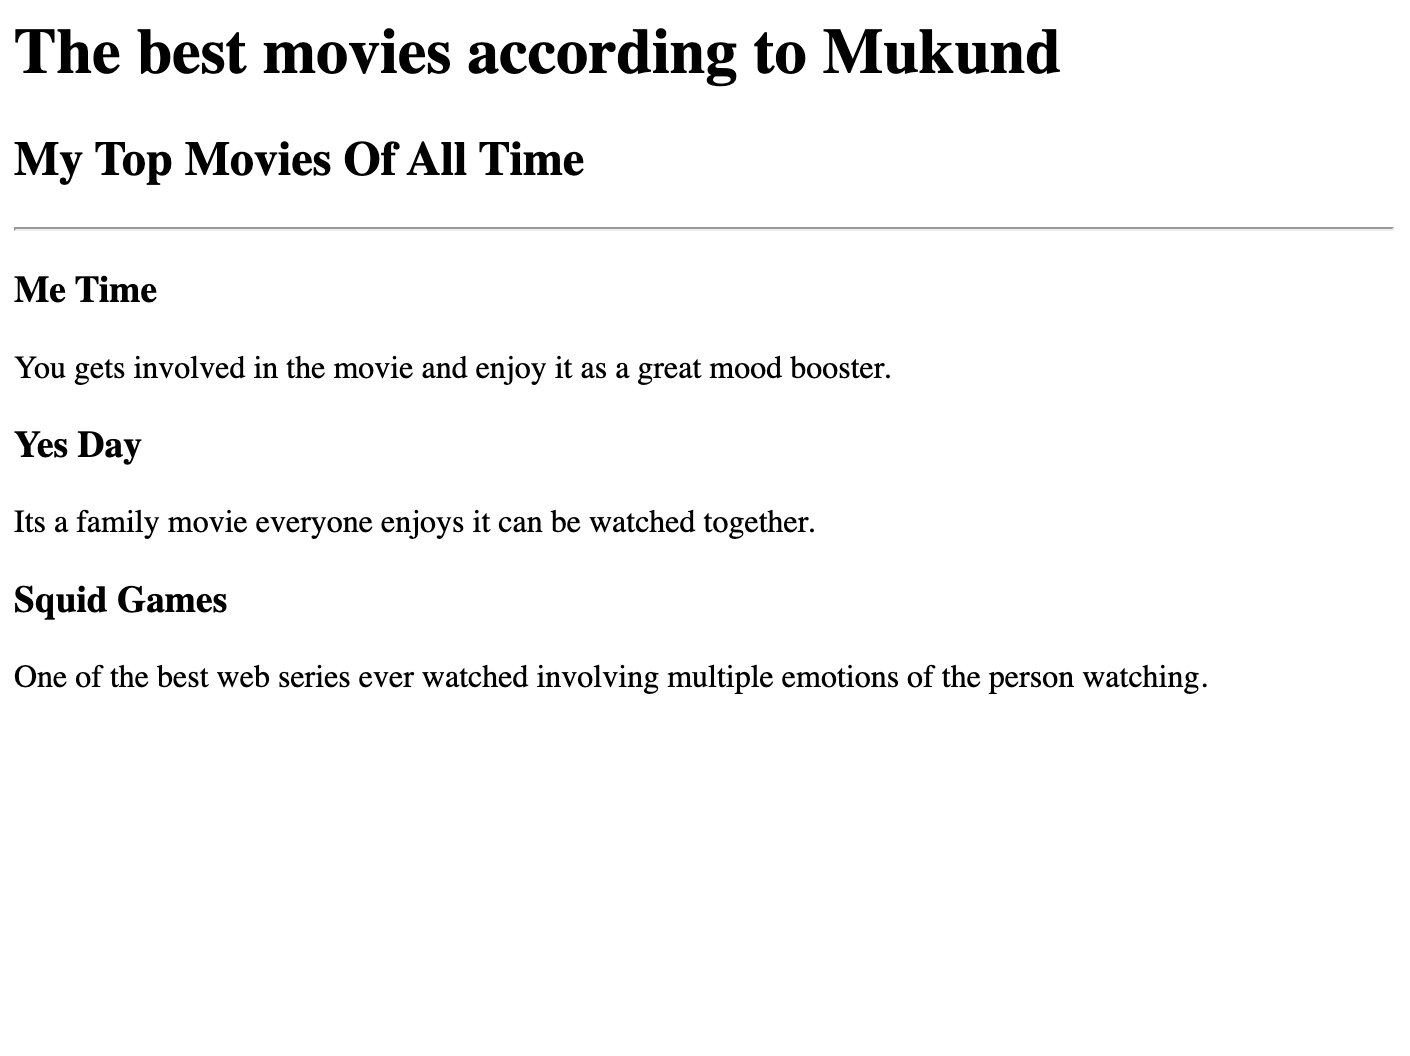 The best movies according to Mukund
My Top Movies Of All Time
Me Time
You gets involved in the movie and enjoy it as a great mood booster.
Yes Day
Its a family movie everyone enjoys it can be watched together.
Squid Games
One of the best web series ever watched involving multiple emotions of the person watching.